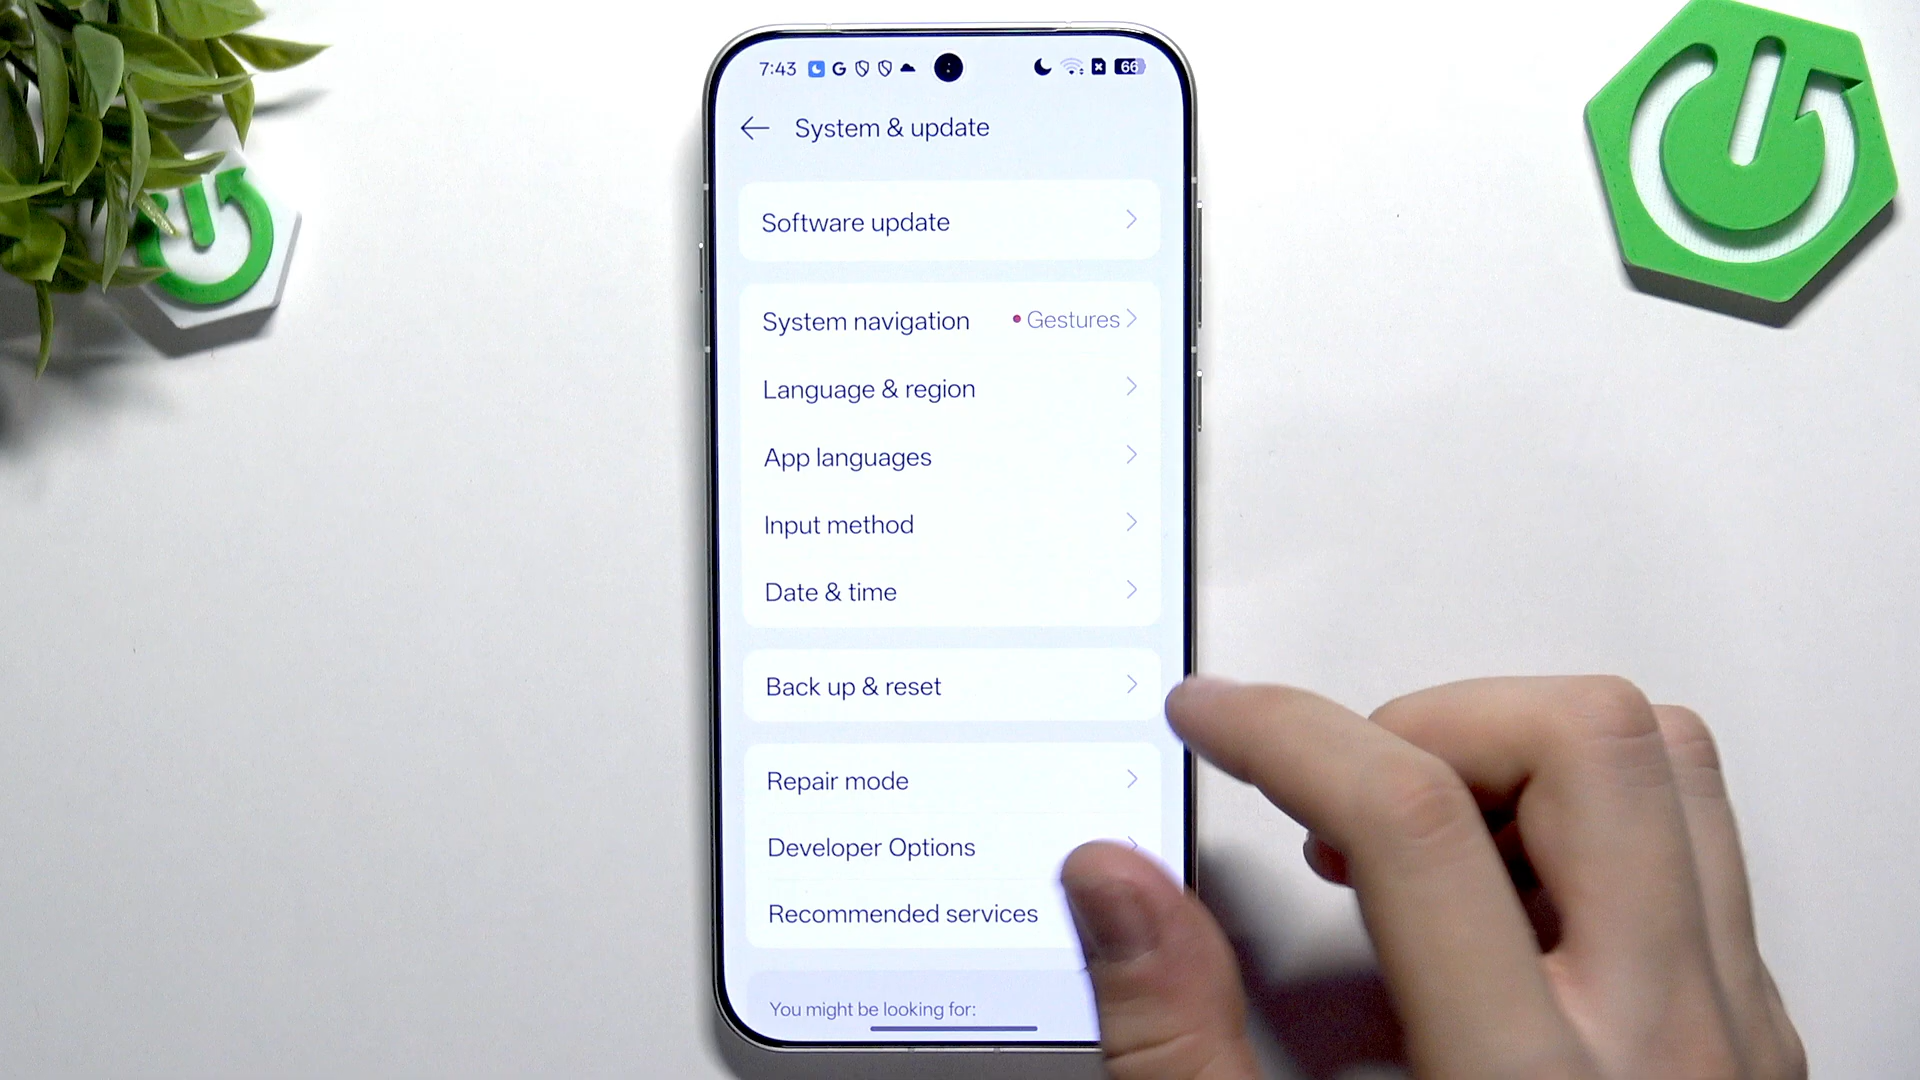 7:43 G 66
System & update
Software update
System navigation Gestures
Language & region
App languages
Input method
Date & time
Back up & reset
Repair mode
Developer Options
Recommended services
You might be looking for: